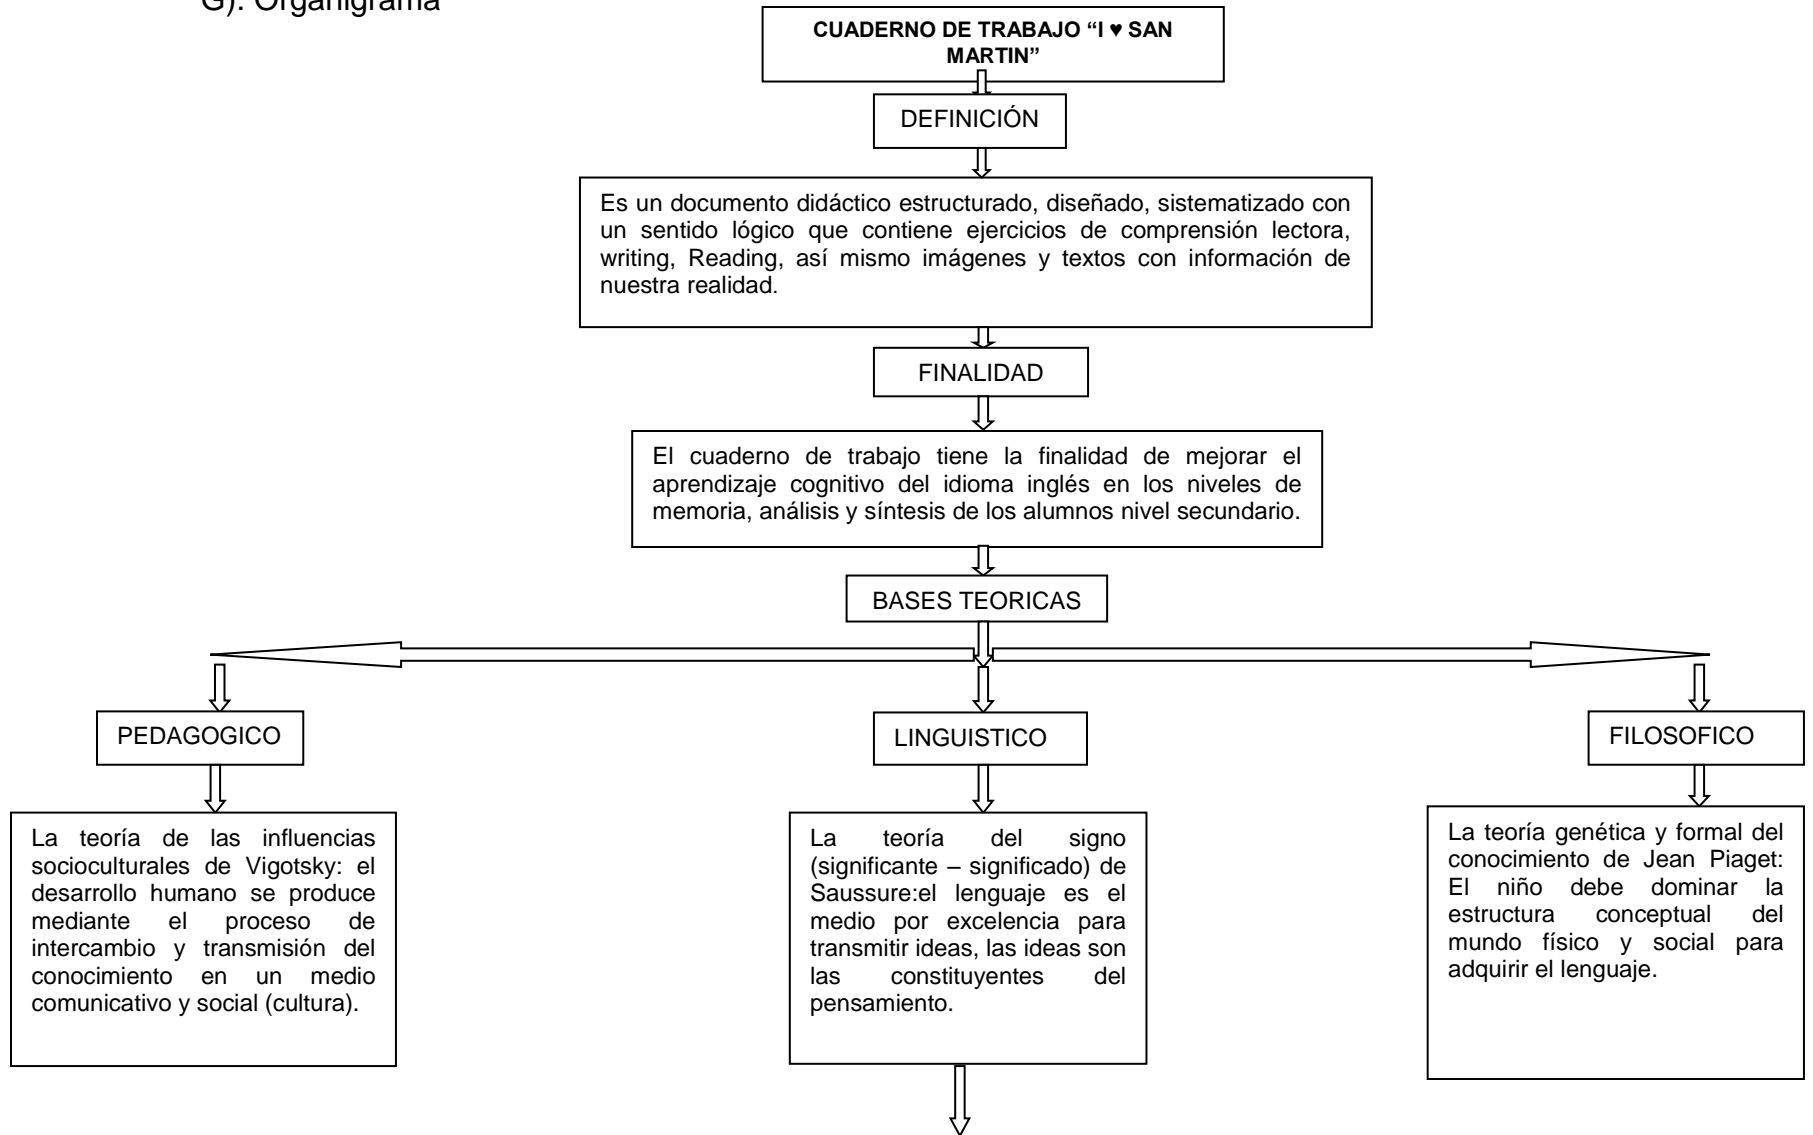 G). Organigrama
CUADERNO DE TRABAJO “I ♥ SAN
MARTIN”
DEFINICIÓN
Es un documento didáctico estructurado, diseñado, sistematizado con
un sentido lógico que contiene ejercicios de comprensión lectora,
writing, Reading, así mismo imágenes y textos con información de
nuestra realidad.
FINALIDAD
El cuaderno de trabajo tiene la finalidad de mejorar el
aprendizaje cognitivo del idioma inglés en los niveles de
memoria, análisis y síntesis de los alumnos nivel secundario.
BASES TEORICAS
PEDAGOGICO
La teoría de las influencias
socioculturales de Vigotsky: el
desarrollo humano se produce
mediante el proceso de
intercambio y transmisión del
conocimiento en un medio
comunicativo y social (cultura).
LINGUISTICO
La teoría del signo
(significante – significado) de
Saussure:el lenguaje es el
medio por excelencia para
transmitir ideas, las ideas son
las constituyentes del
pensamiento.
FILOSOFICO
La teoría genética y formal del
conocimiento de Jean Piaget:
El niño debe dominar la
estructura conceptual del
mundo físico y social para
adquirir el lenguaje.